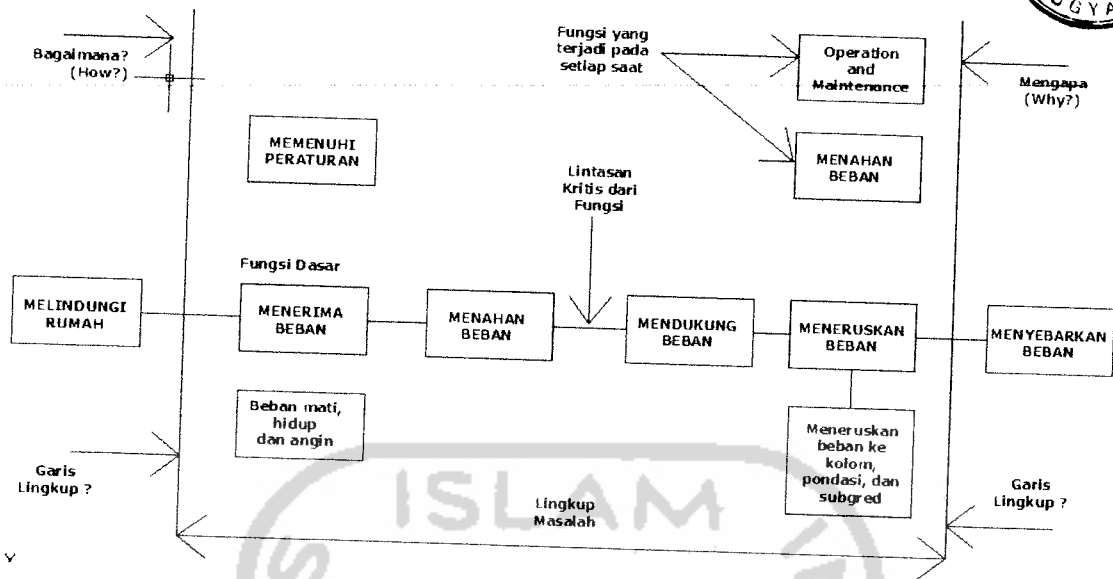 Bagaimana?
(How?)
Fungsi yang
terjadi pada
setiap saat
Operation
and
Maintenance
Mengapa
(Why?)
MEMENUHI
PERATURAN
MENAHAN
BEBAN
Lintasan
Kritis dari
Fungsi
Fungsi Dasar
MELINDUNGI
RUMAH
MENERIMA
BEBAN
MENAHAN
BEBAN
MENDUKUNG
BEBAN
MENERUSKAN
BEBAN
MENYEBARKAN
BEBAN
Beban mati,
hidup
dan angin
Meneruskan
beban ke
kolom,
pondasi, dan
subgred
Garis
Lingkup ?
Garis
Lingkup ?
Lingkup
Masalah
ISLAM
Y